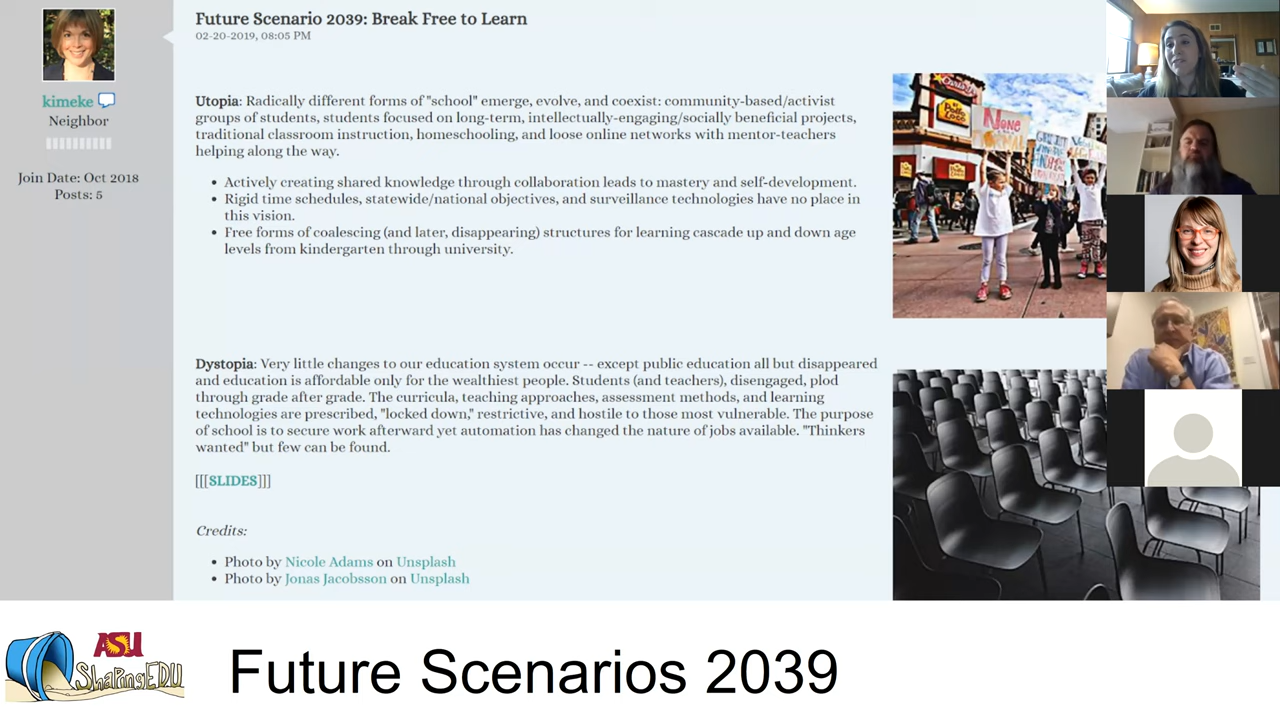 Future Scenario 2039: Break Free to Learn
02-20-2019, 08:05 PM
kimeke
Neighbor
Join Date: Oct 2018
Posts: 5
Utopia: Radically different forms of "school" emerge, evolve, and coexist: community-based/activist
groups of students, students focused on long-term, intellectually-engaging/socially beneficial projects,
traditional classroom instruction, homeschooling, and loose online networks with mentor-teachers
helping along the way.
• Actively creating shared knowledge through collaboration leads to mastery and self-development.
• Rigid time schedules, statewide/national objectives, and surveillance technologies have no place in
this vision.
• Free forms of coalescing (and later, disappearing) structures for learning cascade up and down age
levels from kindergarten through university.
NONE
Dystopia: Very little changes to our education system occur -- except public education all but disappeared
and education is affordable only for the wealthiest people. Students (and teachers), disengaged, plod
through grade after grade. The curricula, teaching approaches, assessment methods, and learning
technologies are prescribed, "locked down," restrictive, and hostile to those most vulnerable. The purpose
of school is to secure work afterward yet automation has changed the nature of jobs available. "Thinkers
wanted" but few can be found.
[[[SLIDES]]]
Credits:
• Photo by Nicole Adams on Unsplash
• Photo by Jonas Jacobsson on Unsplash
ASU
ShapingEDU
Future Scenarios 2039